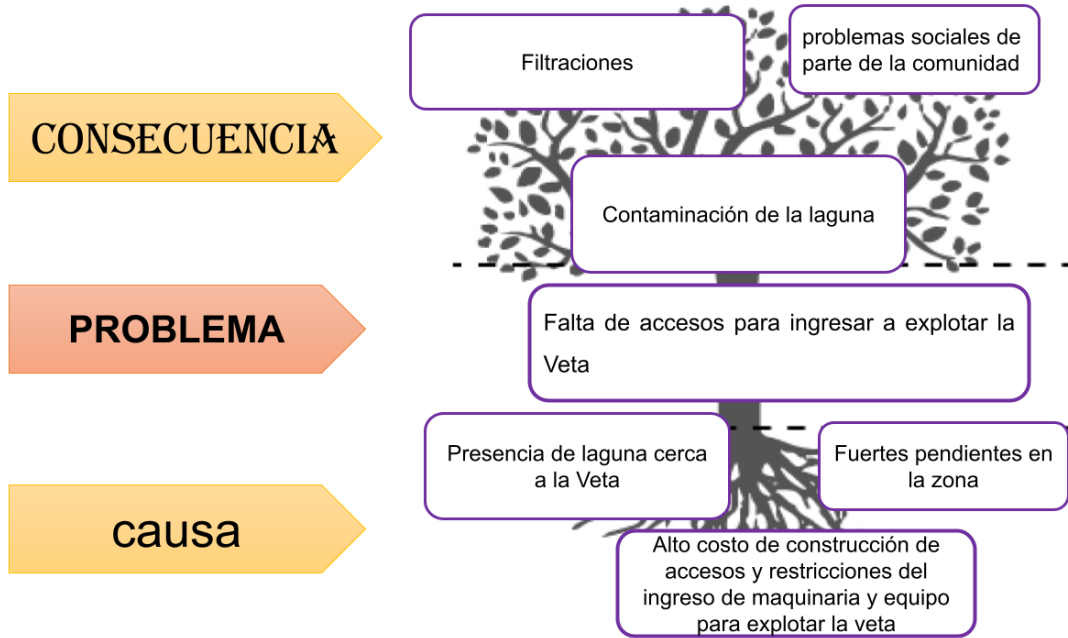 Filtraciones
problemas sociales de
parte de la comunidad
CONSECUENCIA
Contaminación de la laguna
PROBLEMA
Falta de accesos para ingresar a explotar la
Veta
Presencia de laguna cerca
a la Veta
Fuertes pendientes en
la zona
causa
Alto costo de construcción de
accesos y restricciones del
ingreso de maquinaria y equipo
para explotar la veta